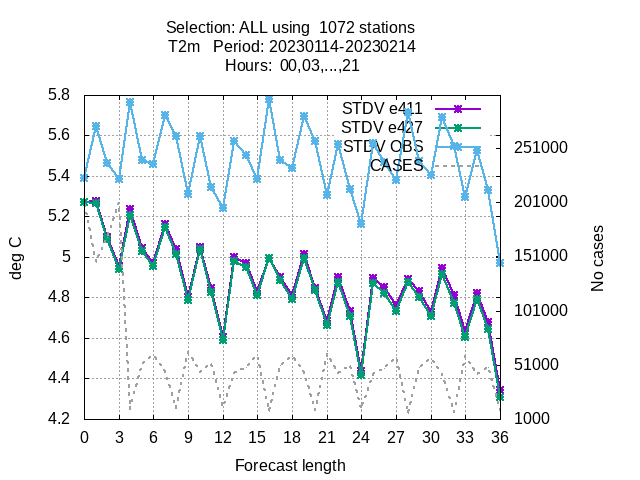 Selection: ALL using  1072 stations
T2m   Period: 20230114-20230214
Hours:  00,03,...,21
STDV e411
STDV e427
STDV OBS
CASES
5.8
5.6
5.4
5.2
5
4.8
4.6
4.4
4.2
deg C
251000
201000
151000
101000
51000
1000
No cases
0 3 6 9 12 15 18 21 24 27 30 33 36
Forecast length